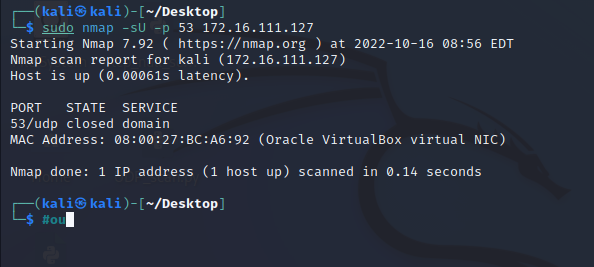 ┌──(kali㉿kali)-[~/Desktop]
└─$ sudo nmap -sU -p 53 172.16.111.127
Starting Nmap 7.92 ( https://nmap.org ) at 2022-10-16 08:56 EDT
Nmap scan report for kali (172.16.111.127)
Host is up (0.00061s latency).
PORT   STATE  SERVICE
53/udp closed domain
MAC Address: 08:00:27:BC:A6:92 (Oracle VirtualBox virtual NIC)
Nmap done: 1 IP address (1 host up) scanned in 0.14 seconds
┌──(kali㉿kali)-[~/Desktop]
└─$ #ou